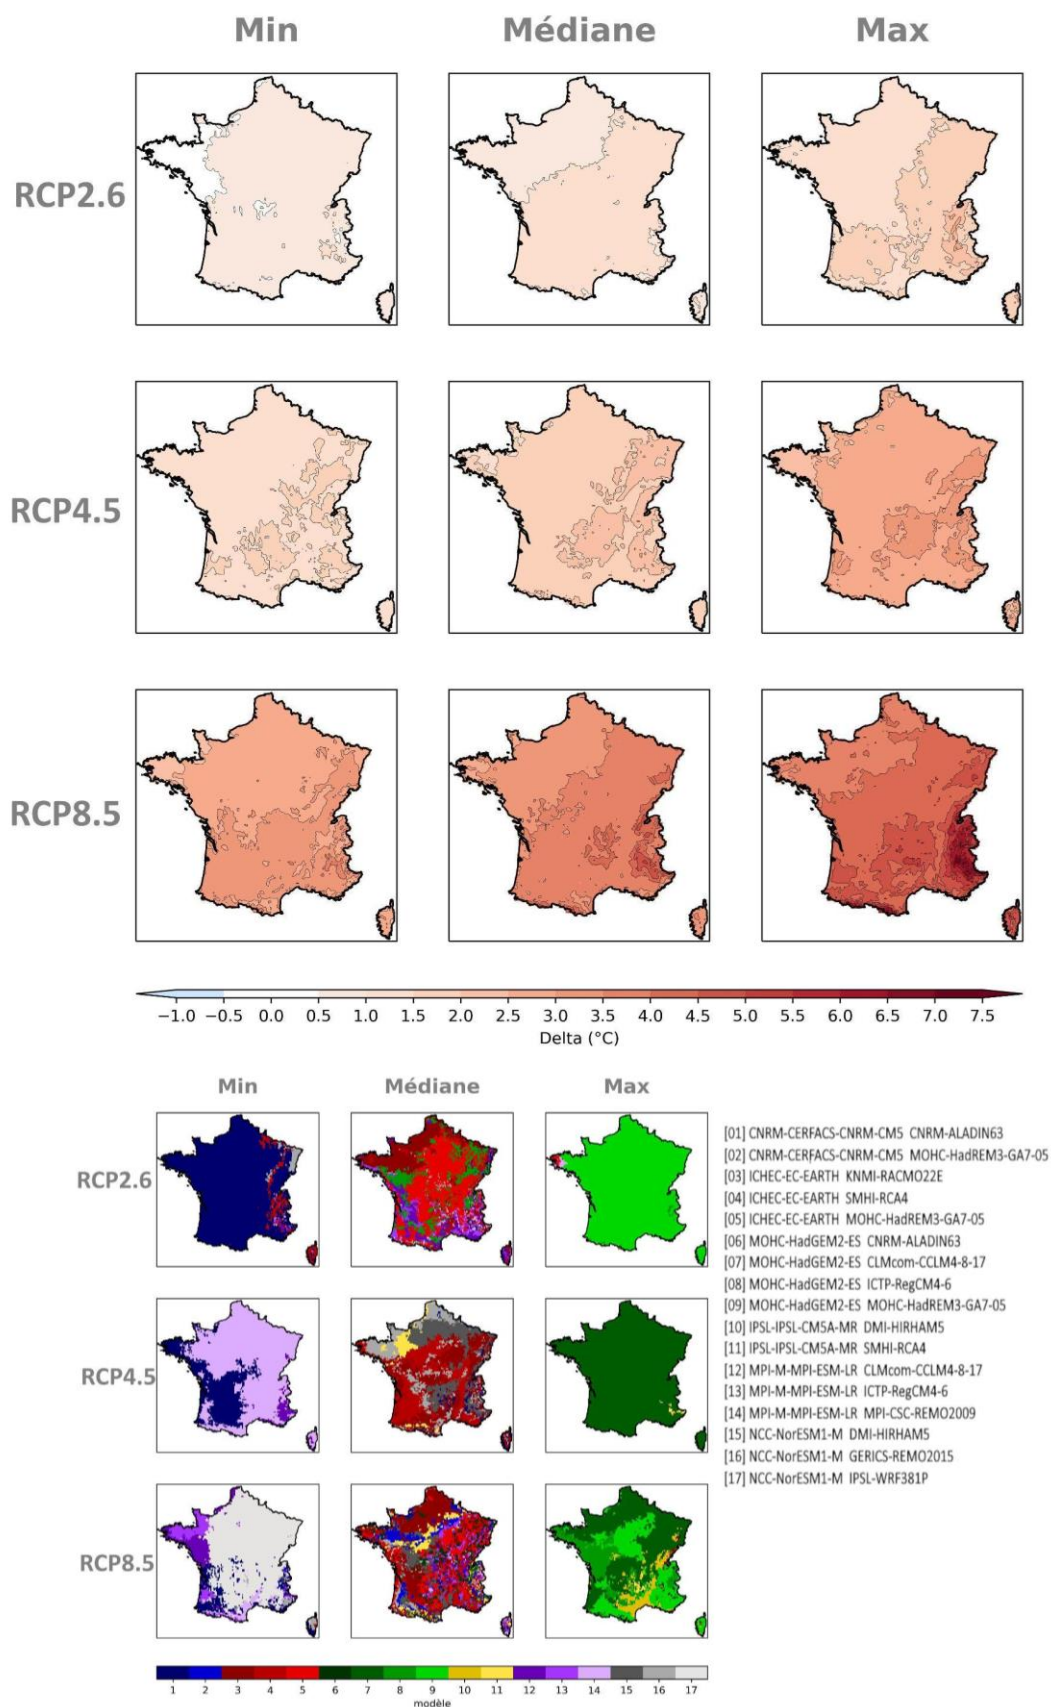 Min Médiane Max
RCP2.6
RCP4.5
RCP8.5
−1.0 −0.5 0.0 0.5 1.0 1.5 2.0 2.5 3.0 3.5 4.0 4.5 5.0 5.5 6.0 6.5 7.0 7.5
Delta (°C)
Min Médiane Max
RCP2.6
RCP4.5
RCP8.5
[01] CNRM-CERFACS-CNRM-CM5 CNRM-ALADIN63
[02] CNRM-CERFACS-CNRM-CM5 MOHC-HadREM3-GA7-05
[03] ICHEC-EC-EARTH KNMI-RACMO22E
[04] ICHEC-EC-EARTH SMHI-RCA4
[05] ICHEC-EC-EARTH MOHC-HadREM3-GA7-05
[06] MOHC-HadGEM2-ES CNRM-ALADIN63
[07] MOHC-HadGEM2-ES CLMcom-CCLM4-8-17
[08] MOHC-HadGEM2-ES ICTP-RegCM4-6
[09] MOHC-HadGEM2-ES MOHC-HadREM3-GA7-05
[10] IPSL-IPSL-CM5A-MR DMI-HIRHAM5
[11] IPSL-IPSL-CM5A-MR SMHI-RCA4
[12] MPI-M-MPI-ESM-LR CLMcom-CCLM4-8-17
[13] MPI-M-MPI-ESM-LR ICTP-RegCM4-6
[14] MPI-M-MPI-ESM-LR MPI-CSC-REMO2009
[15] NCC-NorESM1-M DMI-HIRHAM5
[16] NCC-NorESM1-M GERICS-REMO2015
[17] NCC-NorESM1-M IPSL-WRF381P
1 2 3 4 5 6 7 8 9 10 11 12 13 14 15 16 17
modèle